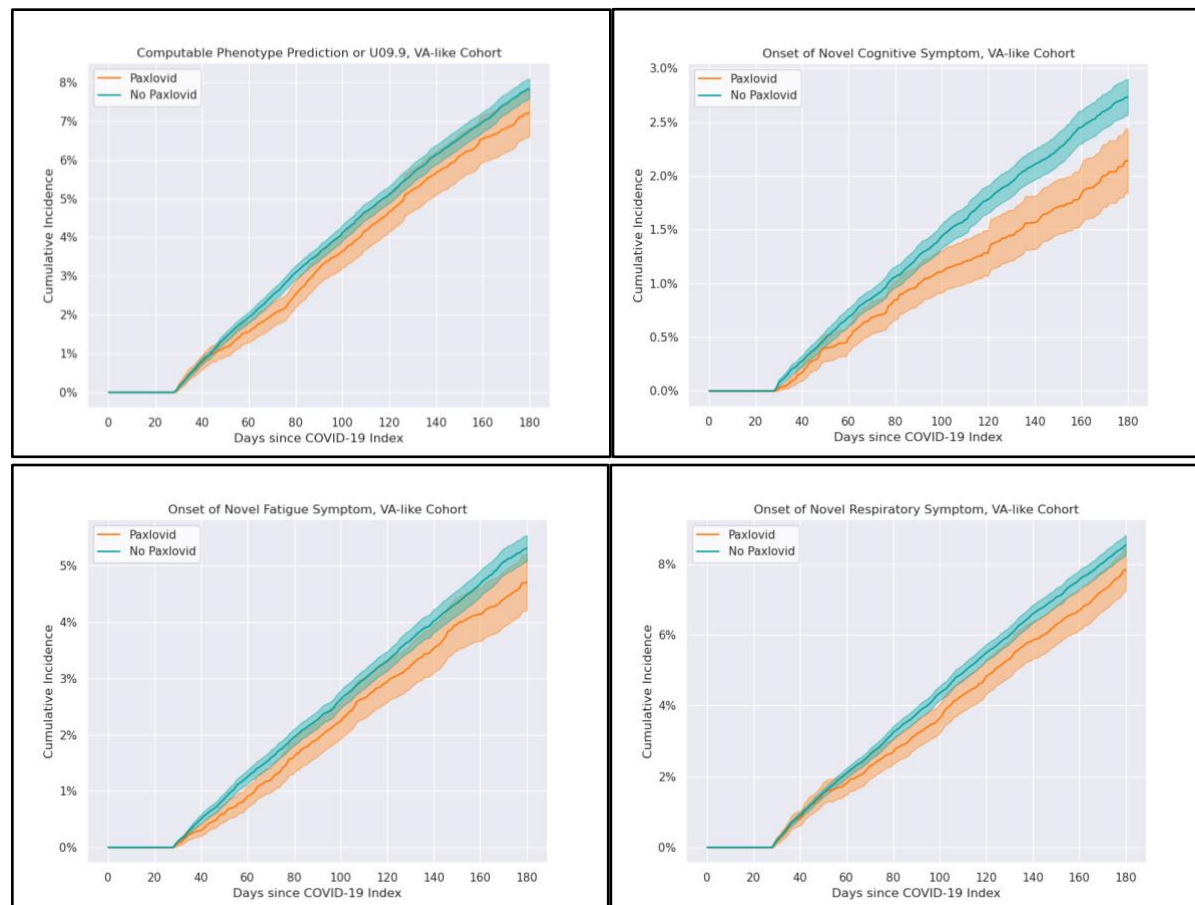 Computable Phenotype Prediction or U09.9, VA-like Cohort
Paxlovid
No Paxlovid
8%
7%
6%
5%
4%
3%
2%
1%
0%
Cumulative Incidence
0 20 40 60 80 100 120 140 160 180
Days since COVID-19 Index
Onset of Novel Cognitive Symptom, VA-like Cohort
Paxlovid
No Paxlovid
3.0%
2.5%
2.0%
1.5%
1.0%
0.5%
0.0%
Cumulative Incidence
0 20 40 60 80 100 120 140 160 180
Days since COVID-19 Index
Onset of Novel Fatigue Symptom, VA-like Cohort
Paxlovid
No Paxlovid
5%
4%
3%
2%
1%
0%
Cumulative Incidence
0 20 40 60 80 100 120 140 160 180
Days since COVID-19 Index
Onset of Novel Respiratory Symptom, VA-like Cohort
Paxlovid
No Paxlovid
8%
6%
4%
2%
0%
Cumulative Incidence
0 20 40 60 80 100 120 140 160 180
Days since COVID-19 Index